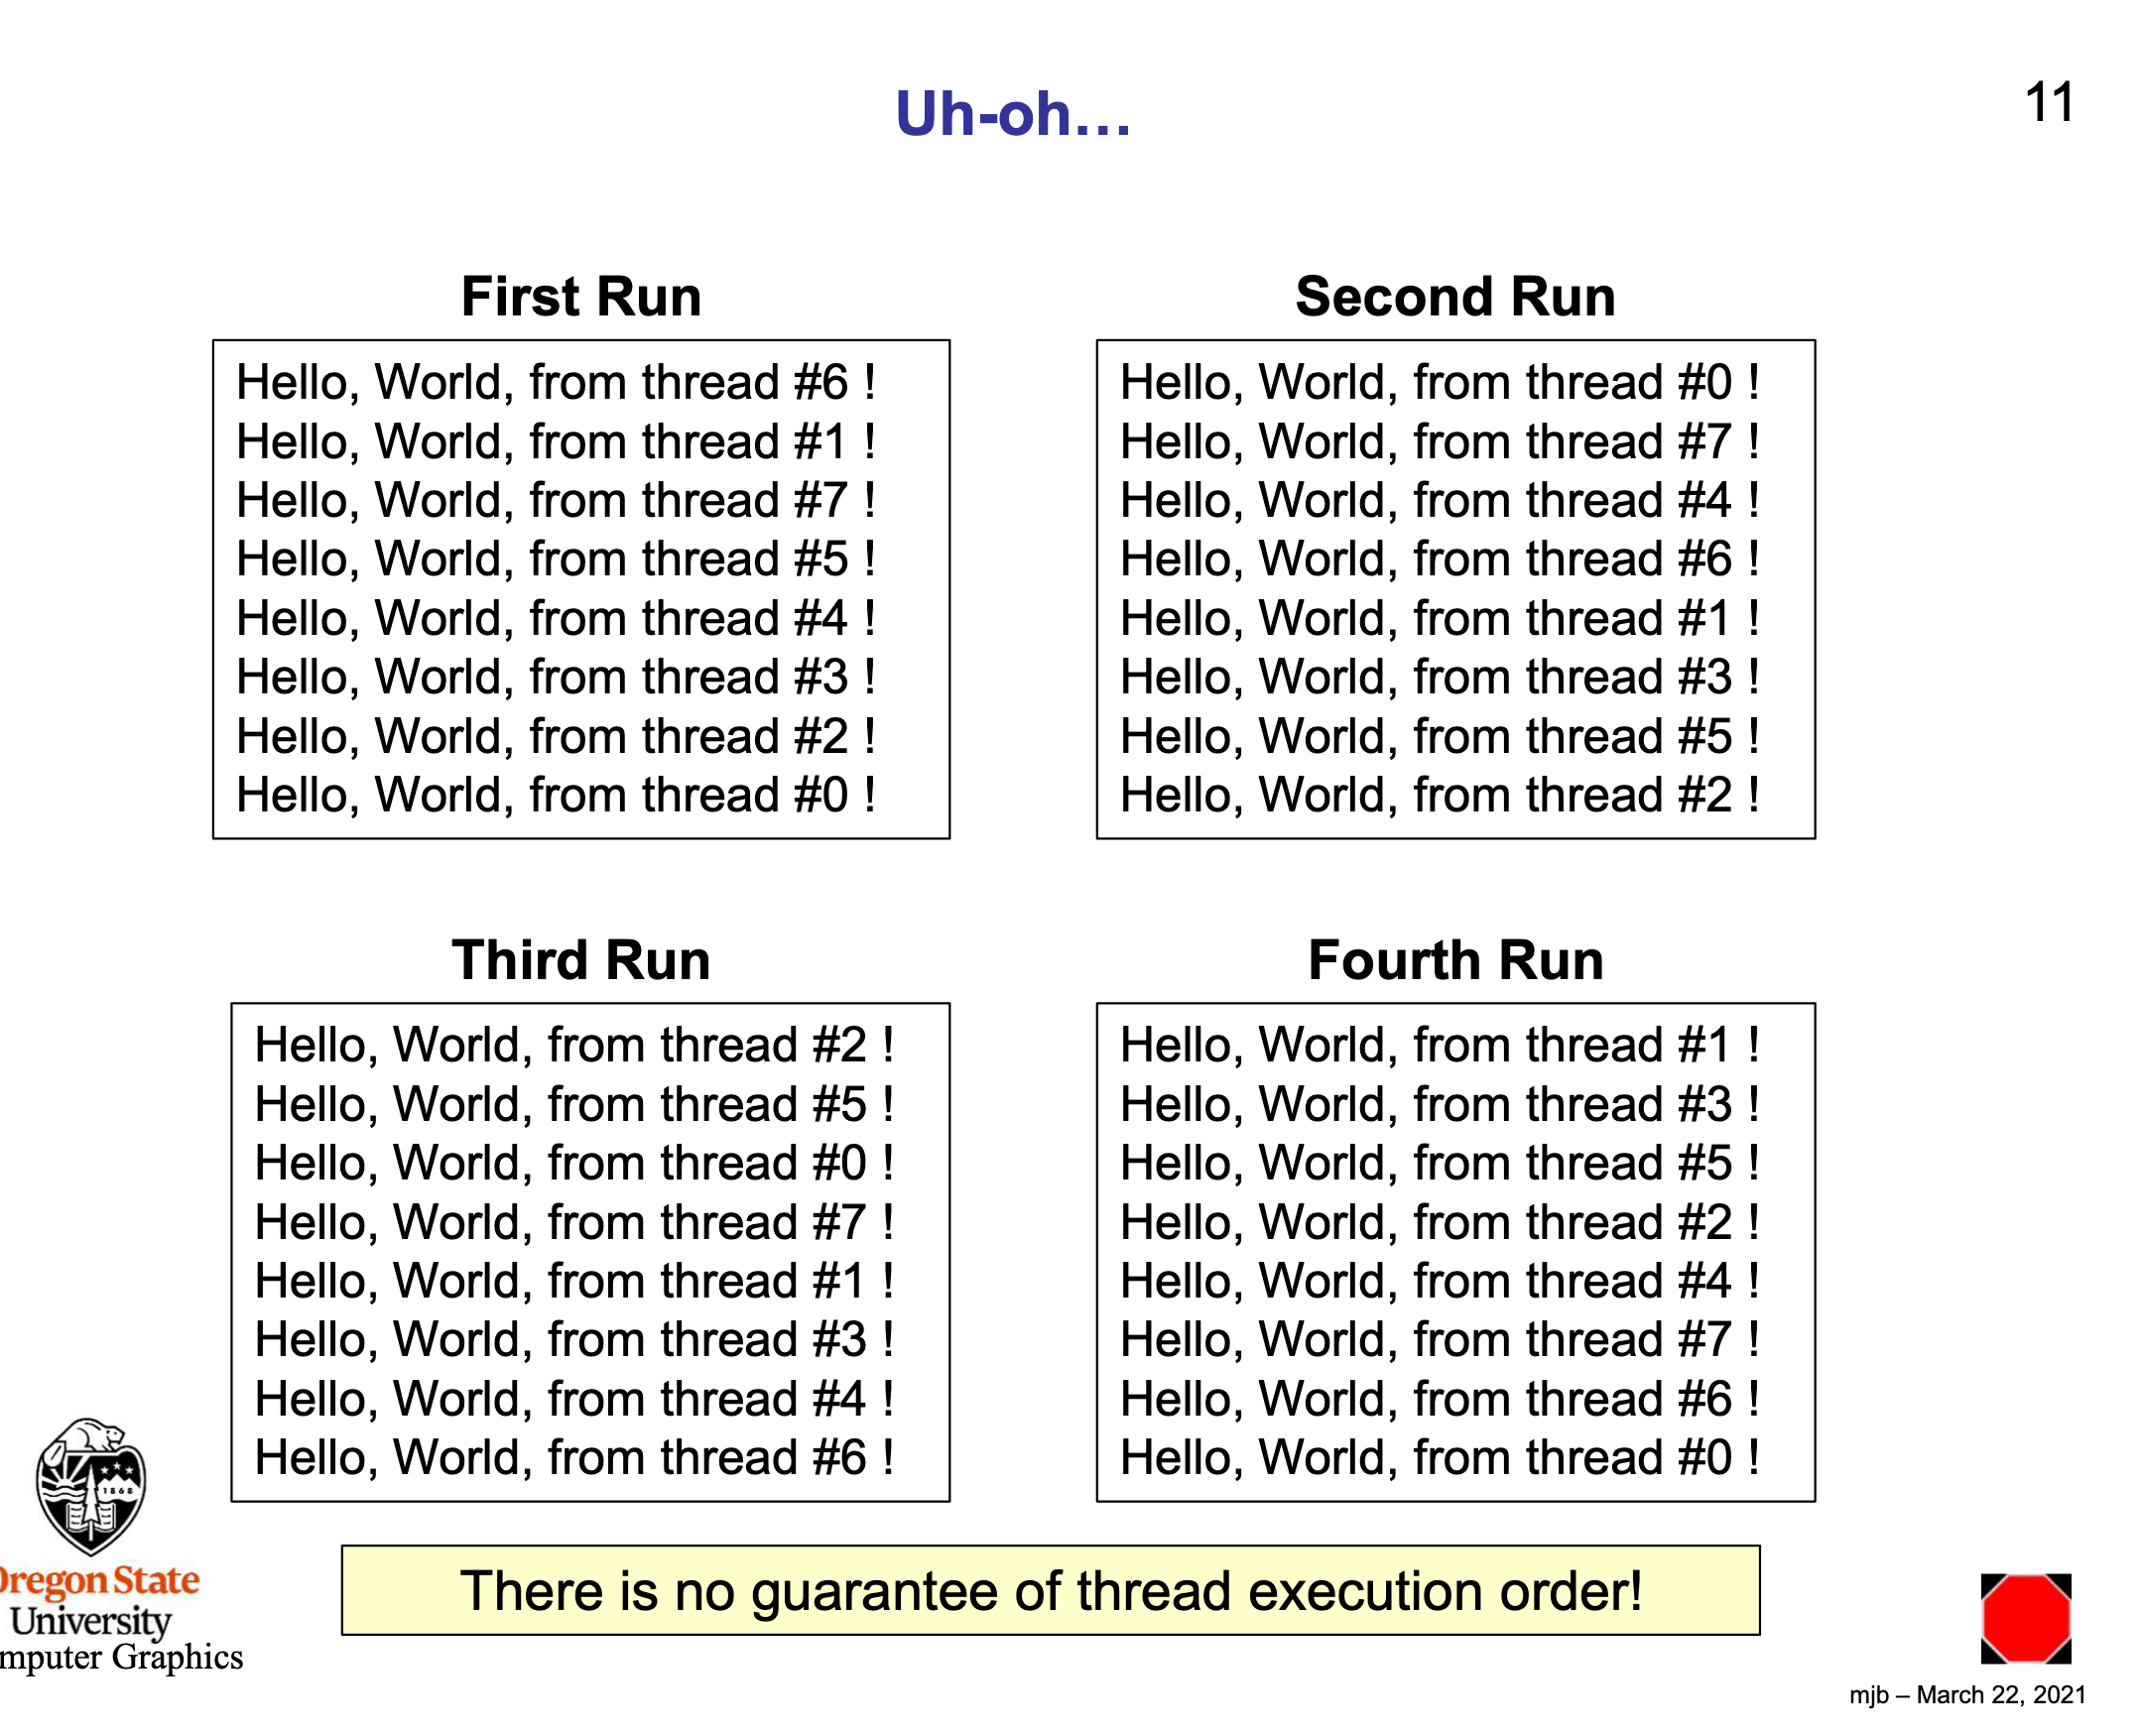 Uh-oh…
11
First Run
Hello, World, from thread #6 !
Hello, World, from thread #1 !
Hello, World, from thread #7 !
Hello, World, from thread #5 !
Hello, World, from thread #4 !
Hello, World, from thread #3 !
Hello, World, from thread #2 !
Hello, World, from thread #0 !
Second Run
Hello, World, from thread #0 !
Hello, World, from thread #7 !
Hello, World, from thread #4 !
Hello, World, from thread #6 !
Hello, World, from thread #1 !
Hello, World, from thread #3 !
Hello, World, from thread #5 !
Hello, World, from thread #2 !
Third Run
Hello, World, from thread #2 !
Hello, World, from thread #5 !
Hello, World, from thread #0 !
Hello, World, from thread #7 !
Hello, World, from thread #1 !
Hello, World, from thread #3 !
Hello, World, from thread #4 !
Hello, World, from thread #6 !
Fourth Run
Hello, World, from thread #1 !
Hello, World, from thread #3 !
Hello, World, from thread #5 !
Hello, World, from thread #2 !
Hello, World, from thread #4 !
Hello, World, from thread #7 !
Hello, World, from thread #6 !
Hello, World, from thread #0 !
There is no guarantee of thread execution order!
1868
Oregon State
University
mputer Graphics
mjb – March 22, 2021